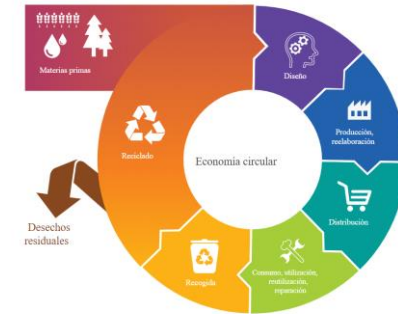 Materias primas
Diseño
Producción,
reelaboración
Distribución
Consumo, utilización,
reutilización,
reparación
Recogida
Reciclado
Economía circular
Desechos
residuales